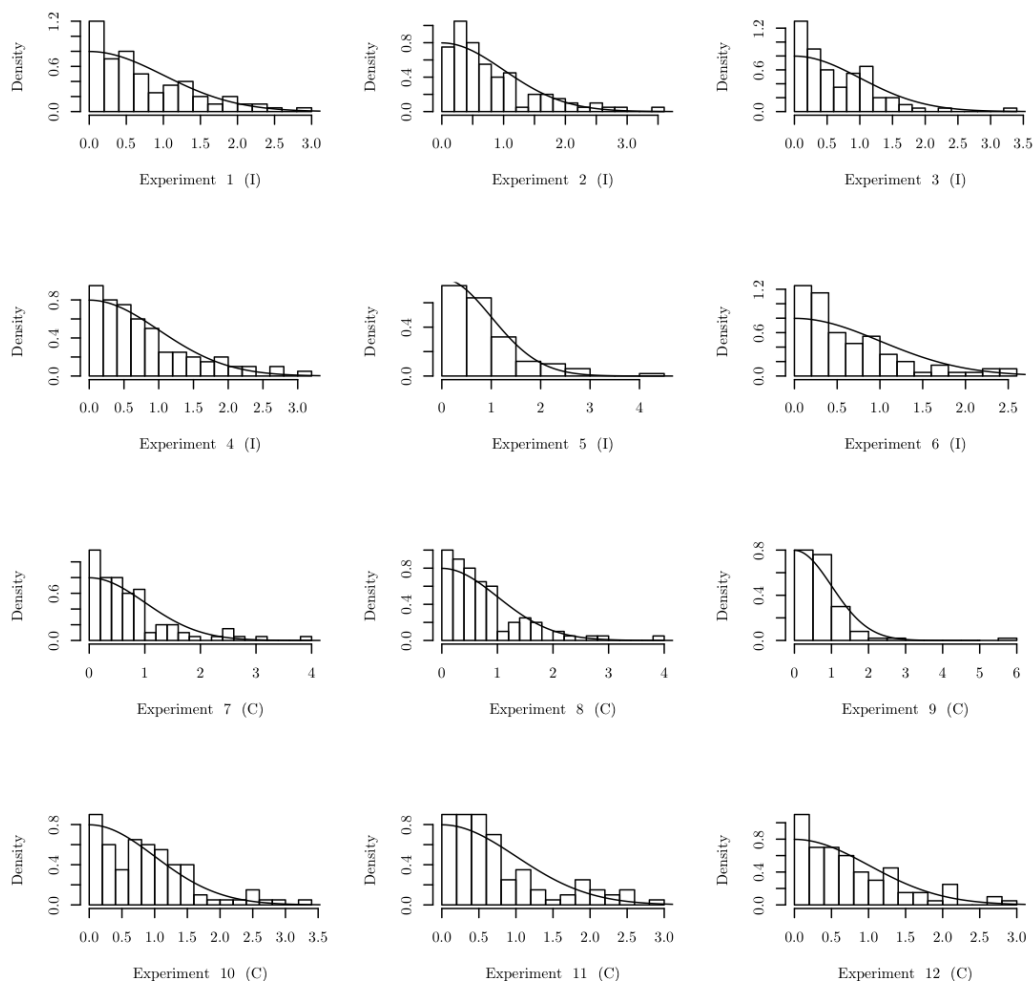 Density
0.0 0.6 1.2
0.0 0.5 1.0 1.5 2.0 2.5 3.0
Experiment 1 (I)
Density
0.0 0.4 0.8
0.0 1.0 2.0 3.0
Experiment 2 (I)
Density
0.0 0.6 1.2
0.0 0.5 1.0 1.5 2.0 2.5 3.0 3.5
Experiment 3 (I)
Density
0.0 0.4 0.8
0.0 0.5 1.0 1.5 2.0 2.5 3.0
Experiment 4 (I)
Density
0.0 0.4
0 1 2 3 4
Experiment 5 (I)
Density
0.0 0.6 1.2
0.0 0.5 1.0 1.5 2.0 2.5
Experiment 6 (I)
Density
0.0 0.6
0 1 2 3 4
Experiment 7 (C)
Density
0.0 0.4 0.8
0 1 2 3 4
Experiment 8 (C)
Density
0.0 0.4 0.8
0 1 2 3 4 5 6
Experiment 9 (C)
Density
0.0 0.4 0.8
0.0 0.5 1.0 1.5 2.0 2.5 3.0 3.5
Experiment 10 (C)
Density
0.0 0.4 0.8
0.0 0.5 1.0 1.5 2.0 2.5 3.0
Experiment 11 (C)
Density
0.0 0.4 0.8
0.0 0.5 1.0 1.5 2.0 2.5 3.0
Experiment 12 (C)